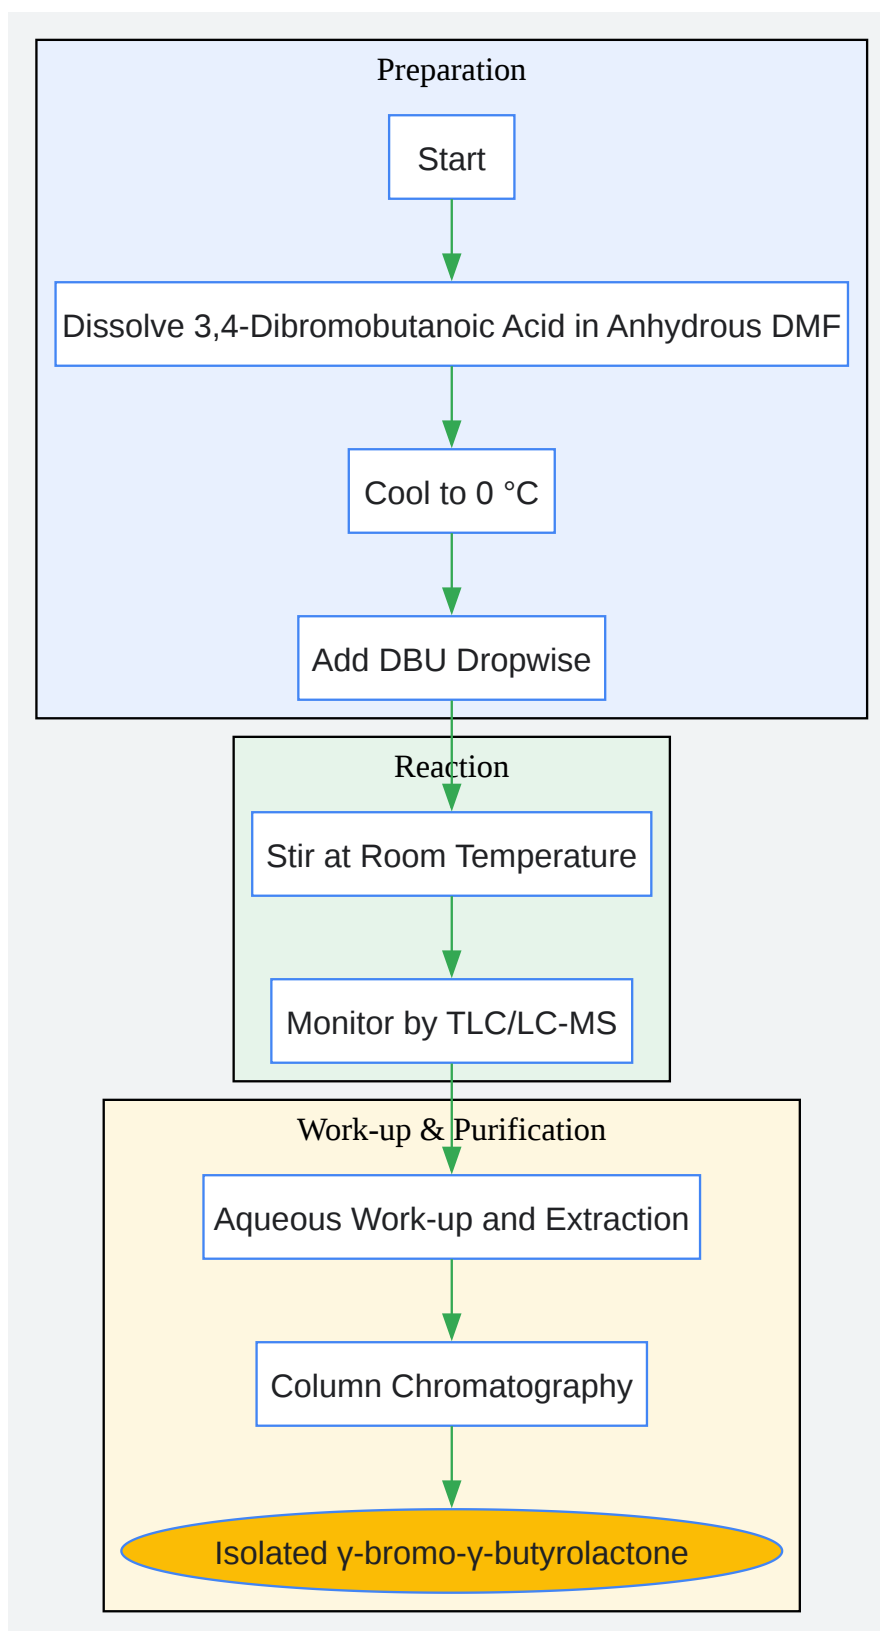 Preparation
Start
Dissolve 3,4-Dibromobutanoic Acid in Anhydrous DMF
Cool to 0 °C
Add DBU Dropwise
Reaction
Stir at Room Temperature
Monitor by TLC/LC-MS
Work-up & Purification
Aqueous Work-up and Extraction
Column Chromatography
Isolated γ-bromo-γ-butyrolactone